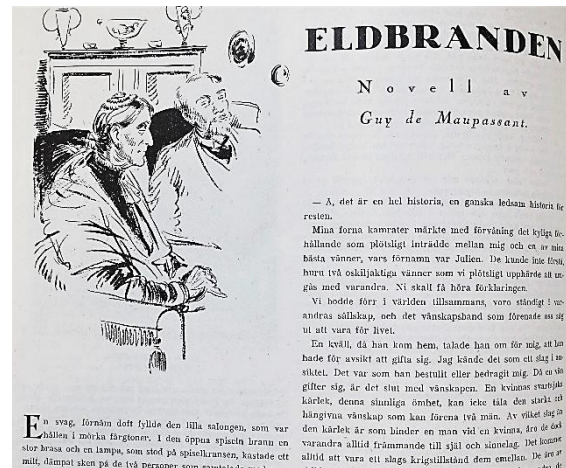 ELDBRANDEN
Novell av
Guy de Maupassant.
— Å, det är en hel historia, en ganska ledsam historia för
resten.
Mina forna kamrater märkte med förvåning det kyliga för-
hållande som plötsligt inträdde mellan mig och en av mina
bästa vänner, vars förnamn var Julien. De kunde inte förstå,
huru två oskiljaktiga vänner som vi plötsligt upphörde att um-
gås med varandra. Ni skall få höra förklaringen.
Vi bodde förr i världen tillsammans, voro ständigt i var-
andras sällskap, och det vänskapsband som förenade oss såg
ut att vara för livet.
En kväll, då han kom hem, talade han om för mig, att han
hade för avsikt att gifta sig. Jag kände det som ett slag i an-
siktet. Det var som han bestulit eller bedragit mig. Då en vän
gifter sig, är det slut med vänskapen. En kvinnas svartsjuka
kärlek, denna sinnliga ömhet, kan icke tåla den starka och
hängivna vänskap som kan förena två män. Av vilket slag än
den kärlek är som binder en man vid en kvinna, äro de dock
varandra alltid främmande till själ och sinnelag. Det kommer
alltid att vara ett slags krigstillstånd dem emellan. De äro av
En svag, förnäm doft fyllde den lilla salongen, som var
hållen i mörka färgtoner. I den öppna spiseln brann en
stor brasa och en lampa, som stod på spiselkransen, kastade ett
milt, dämpat sken på de två personer som samtalade